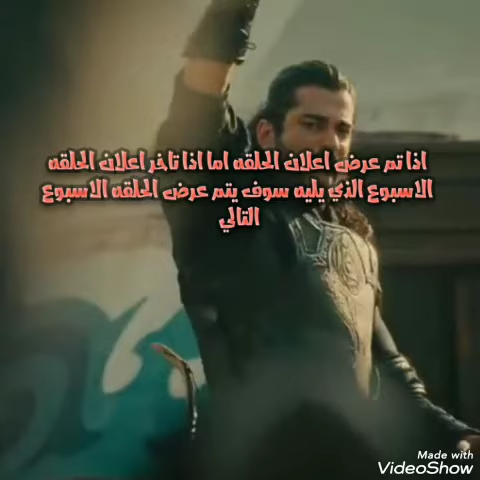 اذا تم عرض اعلان الحلقه اما اذا تاخر اعلان الحلقه
الاسبوع الذي يليه سوف يتم عرض الحلقه الاسبوع
التالي
Made with
VideoShow